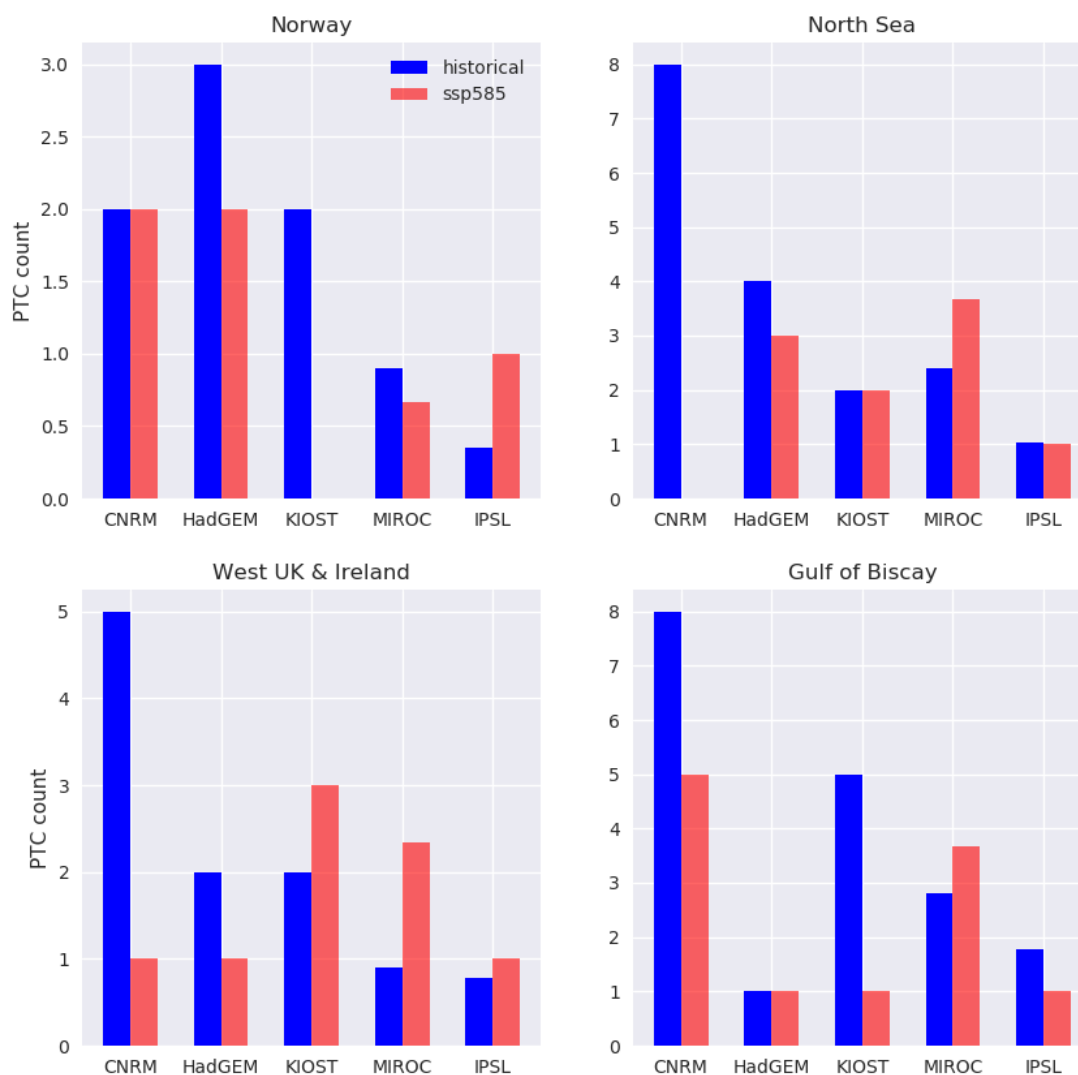 Norway
PTC count
3.0
2.5
2.0
1.5
1.0
0.5
0.0
historical
ssp585
CNRM HadGEM KIOST MIROC IPSL
North Sea
8
7
6
5
4
3
2
1
0
CNRM HadGEM KIOST MIROC IPSL
West UK & Ireland
PTC count
5
4
3
2
1
0
CNRM HadGEM KIOST MIROC IPSL
Gulf of Biscay
8
7
6
5
4
3
2
1
0
CNRM HadGEM KIOST MIROC IPSL